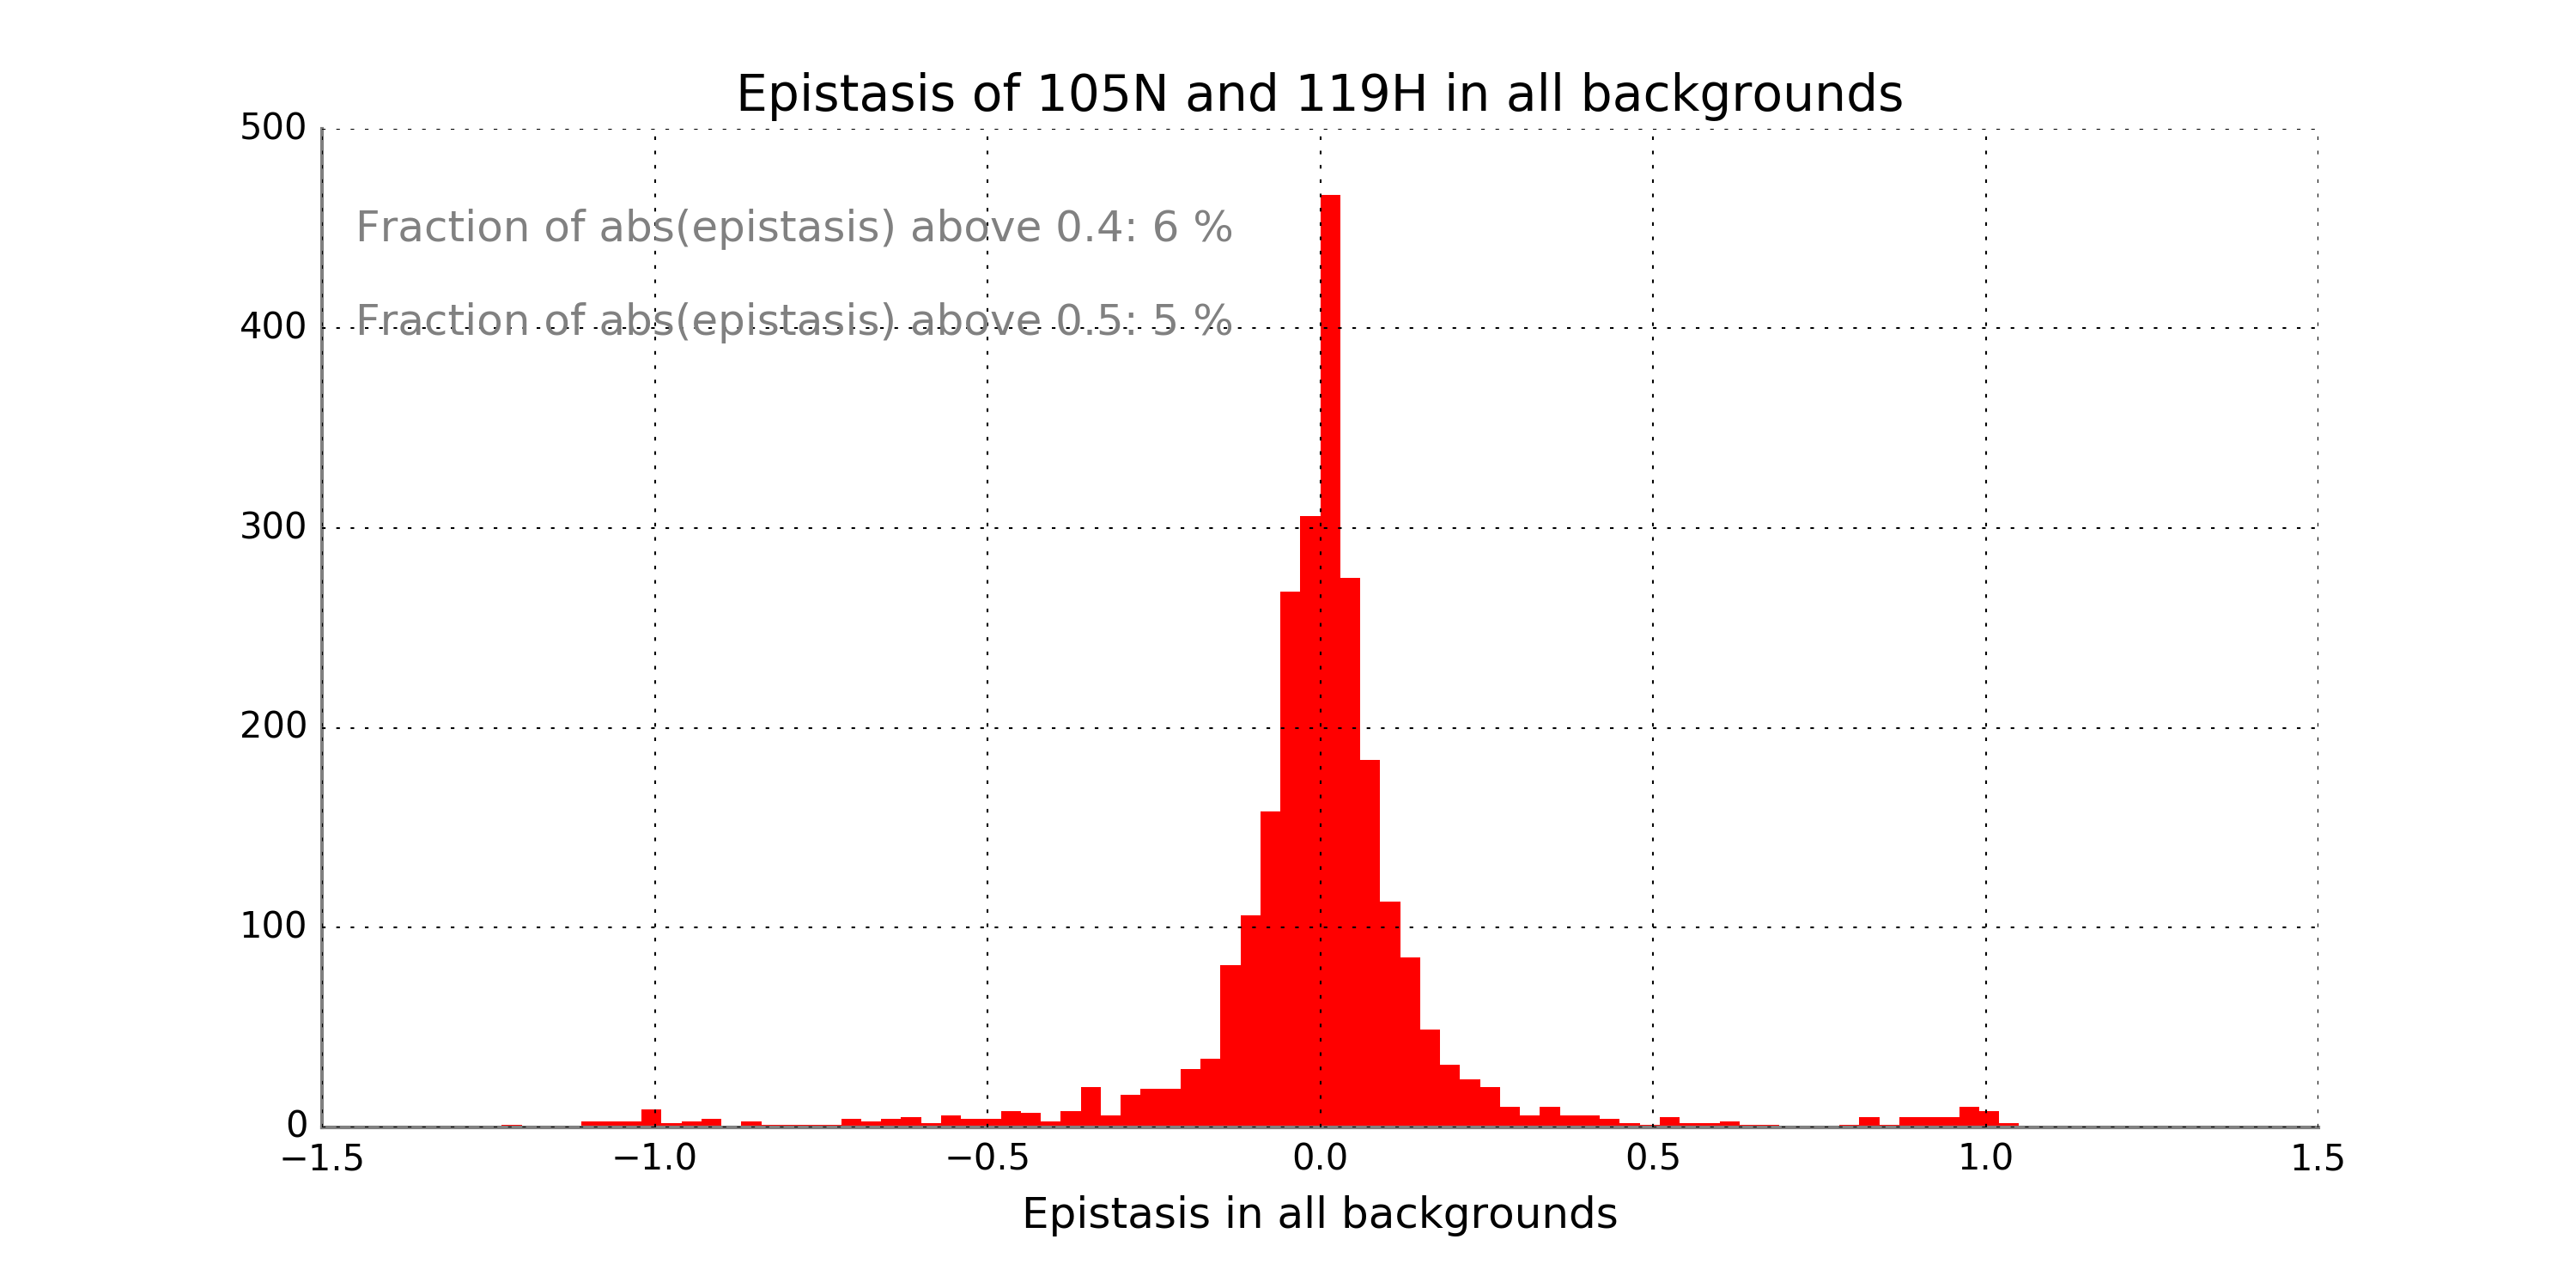 Epistasis of 105N and 119H in all backgrounds
500
Fraction of abs(epistasis) above 0.4: 6 %
Fraction of abs(epistasis) above 0.5: 5 %
400
300
200
100
0
−1.5 −1.0 −0.5 0.0 0.5 1.0 1.5
Epistasis in all backgrounds